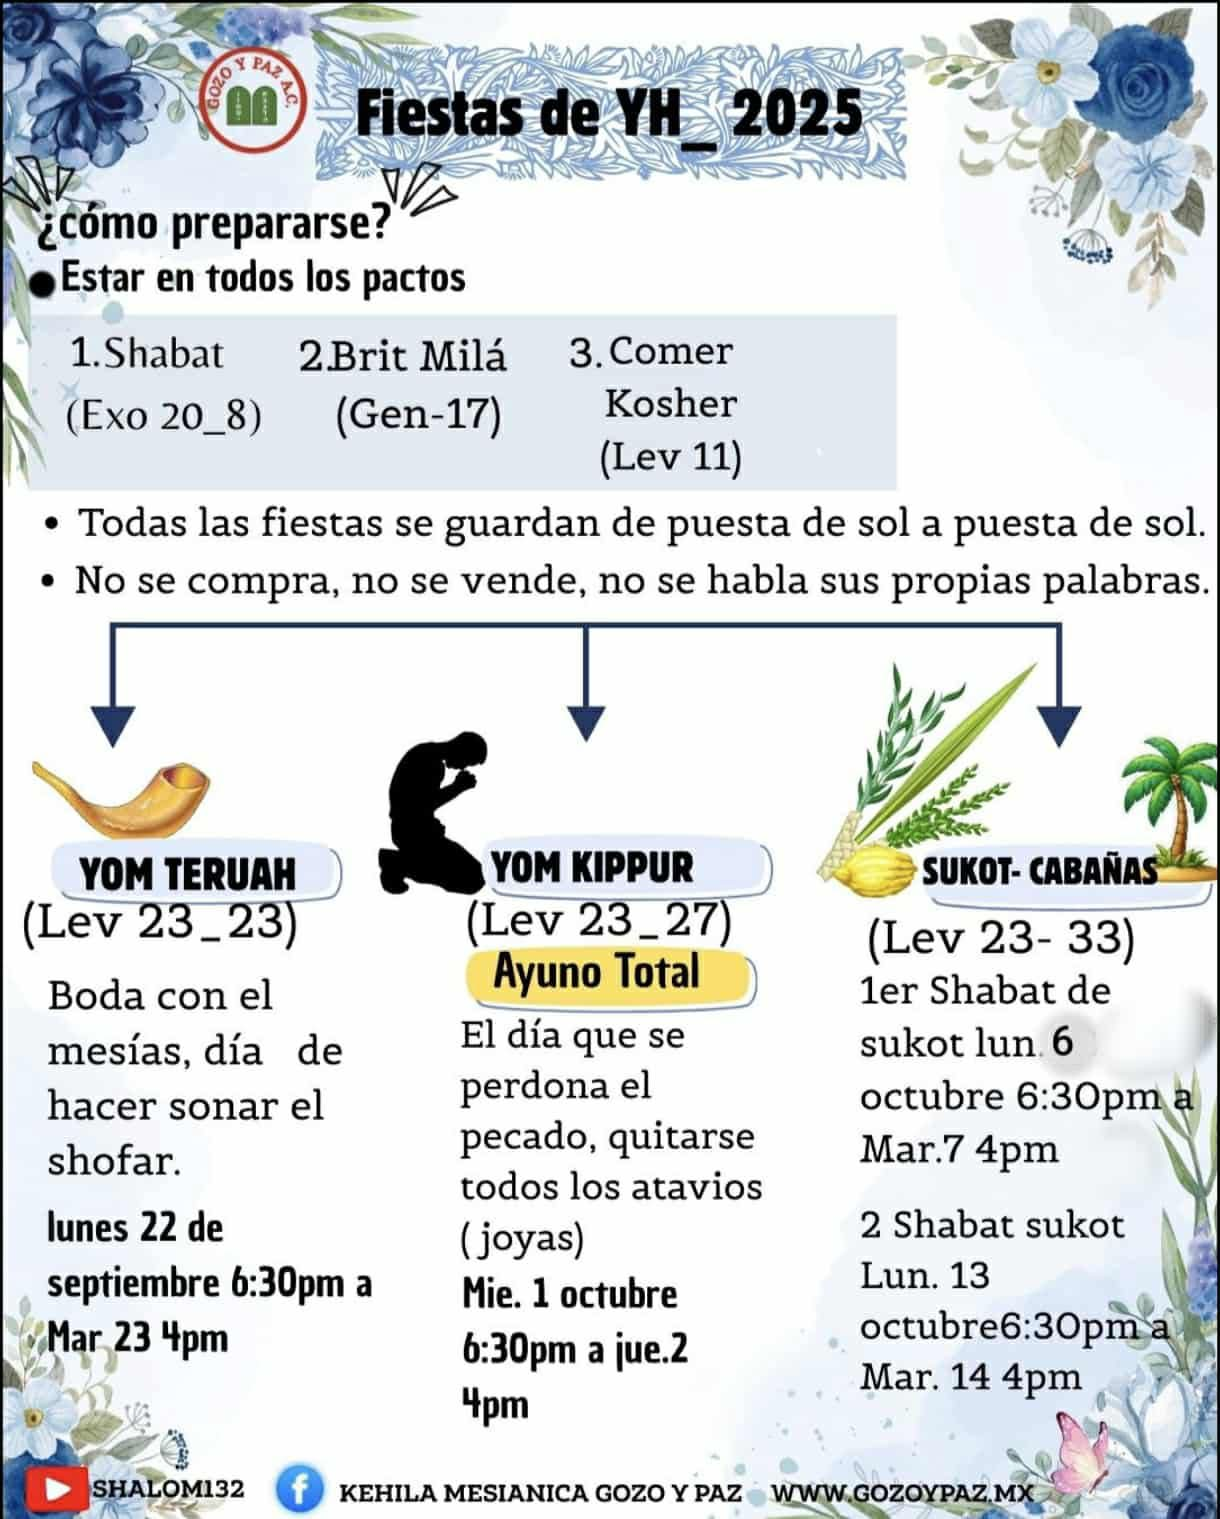 GOZO Y PAZ A.C.
Fiestas de YH_ 2025
¿cómo prepararse?
Estar en todos los pactos
1.Shabat
(Exo 20_8)
2.Brit Milá
(Gen-17)
3. Comer
Kosher
(Lev 11)
• Todas las fiestas se guardan de puesta de sol a puesta de sol.
• No se compra, no se vende, no se habla sus propias palabras.
YOM TERUAH
(Lev 23_23)
Boda con el
mesías, día de
hacer sonar el
shofar.
lunes 22 de
septiembre 6:30pm a
Mar 23 4pm
YOM KIPPUR
(Lev 23_27)
Ayuno Total
El día que se
perdona el
pecado, quitarse
todos los atavios
( joyas)
Mie. 1 octubre
6:30pm a jue.2
4pm
SUKOT- CABAÑAS
(Lev 23- 33)
1er Shabat de
sukot lun. 6
octubre 6:30pm a
Mar.7 4pm
2 Shabat sukot
Lun. 13
octubre6:30pm a
Mar. 14 4pm
SHALOM132
KEHILA MESIANICA GOZO Y PAZ
WWW.GOZOYPAZ.MX